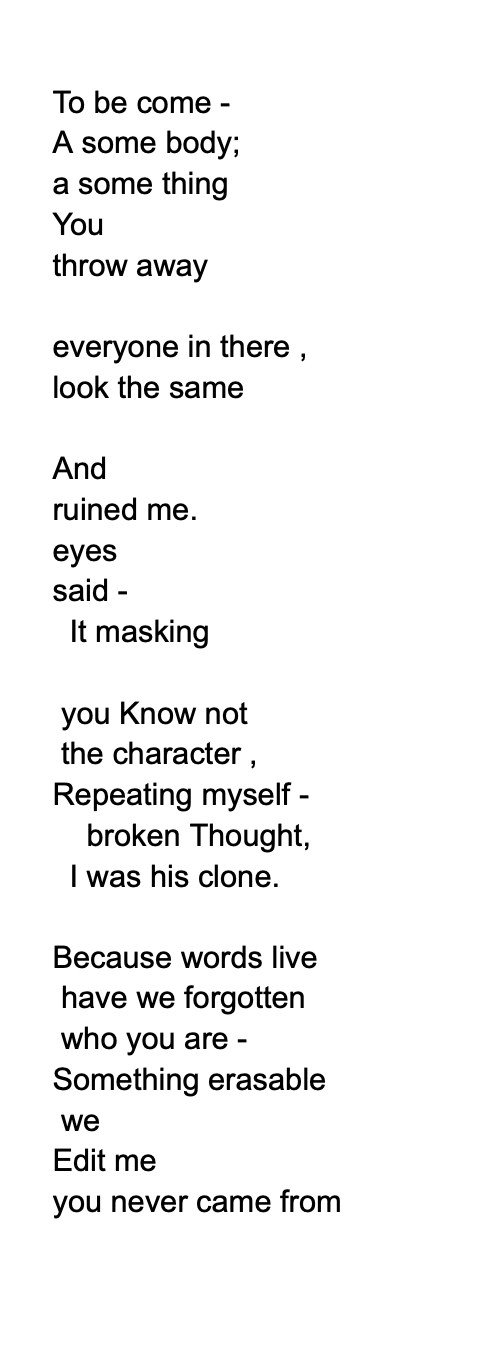 To be come -
A some body;
a some thing
You
throw away

everyone in there ,
look the same

And
ruined me.
eyes
said -
  It masking

 you Know not
 the character ,
Repeating myself -
    broken Thought,
  I was his clone.

Because words live
 have we forgotten
 who you are -
Something erasable
 we
Edit me
you never came from